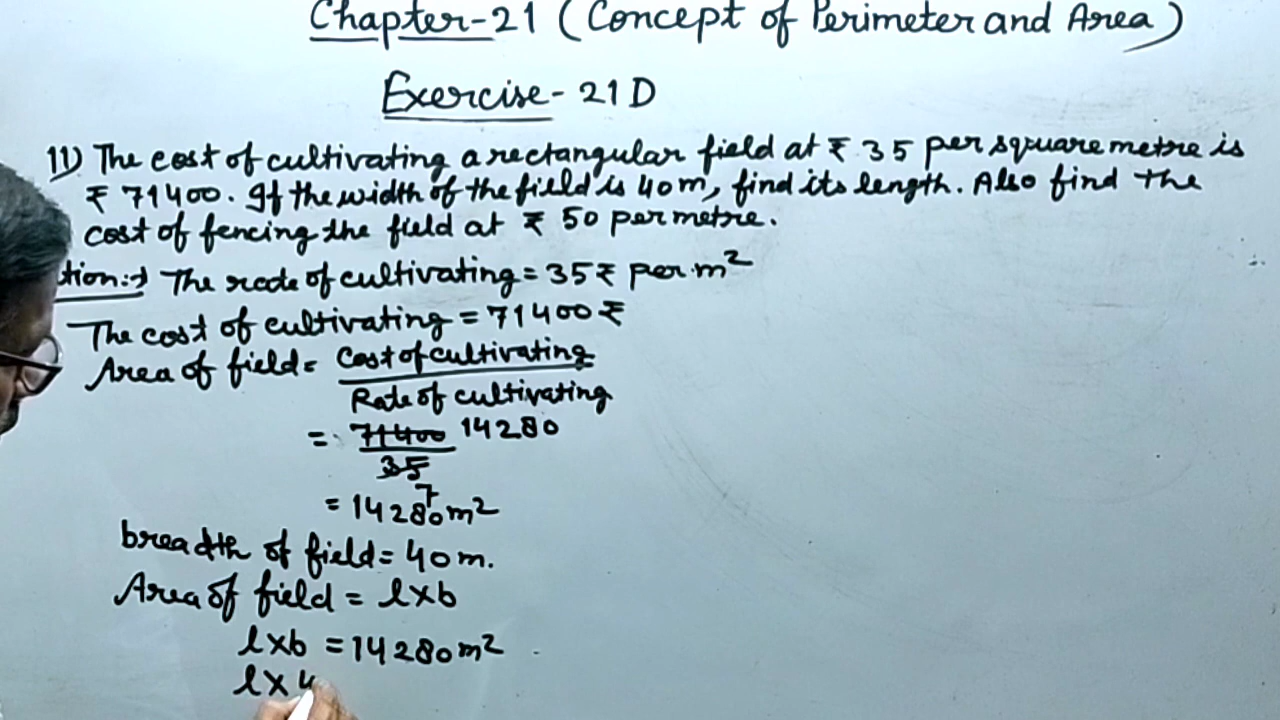 Chapter-21 (Concept of Perimeter and Area)
Exercise-21D
11) The cost of cultivating a rectangular field at ₹ 35 per square metre is
₹ 71400. If the width of the field is 40m, find its length. Also find the
cost of fencing the field at ₹ 50 per metre.
tion:→ The rate of cultivating = 35₹ per m²
The cost of cultivating = 71400₹
Area of field = Cost of cultivating
Rate of cultivating
= 71400 14280
35
7
= 14280m²
breadth of field = 40m.
Area of field = l×b
l×b = 14280m²
l×4